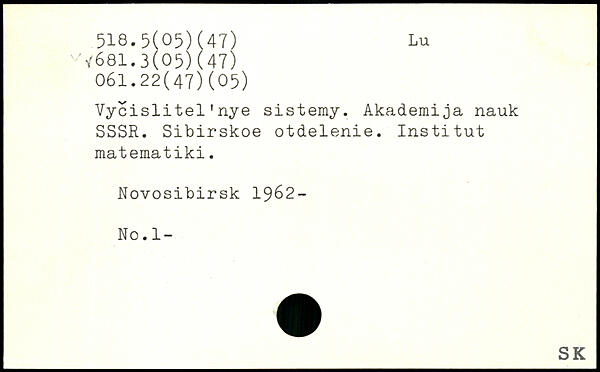 518.5(05)(47) Lu
681.3(05)(47)
061.22(47)(05)
Vyčislitel'nye sistemy. Akademija nauk
SSSR. Sibirskoe otdelenie. Institut
matematiki.
Novosibirsk 1962-
No.1-
SK